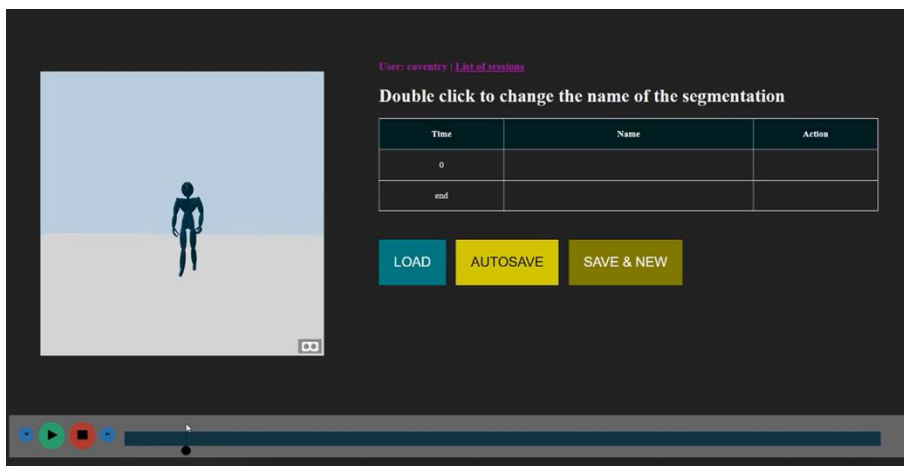 User: coventry | List of sessions
Double click to change the name of the segmentation
Time Name Action
0
end
LOAD AUTOSAVE SAVE & NEW